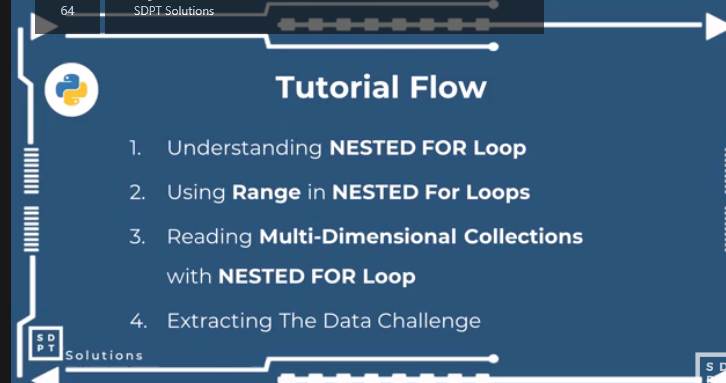 64
SDPT Solutions
Tutorial Flow
1. Understanding NESTED FOR Loop
2. Using Range in NESTED For Loops
3. Reading Multi-Dimensional Collections
with NESTED FOR Loop
4. Extracting The Data Challenge
S D
P T
Solutions
S D